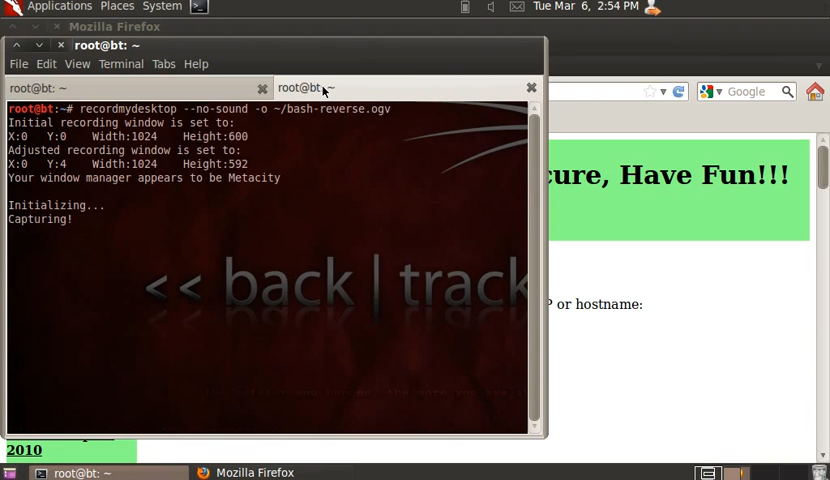 Applications Places System Tue Mar 6, 2:54 PM
Mozilla Firefox
root@bt: ~
File Edit View Terminal Tabs Help
root@bt: ~ root@bt: ~
Google
root@bt:~# recordmydesktop --no-sound -o ~/bash-reverse.ogv
Initial recording window is set to:
X:0 Y:0 Width:1024 Height:600
Adjusted recording window is set to:
X:0 Y:4 Width:1024 Height:592
Your window manager appears to be Metacity
Initializing...
Capturing!
cure, Have Fun!!!
<< back | track
P or hostname:
2010
root@bt: ~ Mozilla Firefox